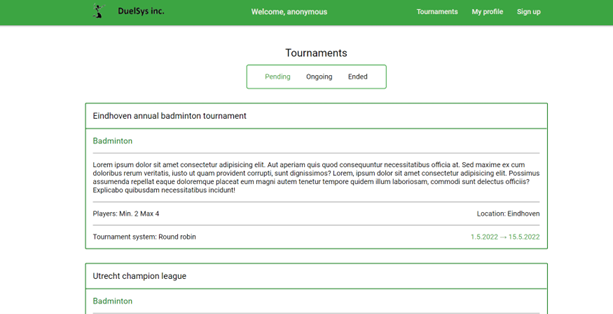 DuelSys inc.
Welcome, anonymous
Tournaments My profile Sign up
Tournaments
Pending Ongoing Ended
Eindhoven annual badminton tournament
Badminton
Lorem ipsum dolor sit amet consectetur adipisicing elit. Aut aperiam quis quod consequuntur necessitatibus officia at. Sed maxime ex cum
doloribus rerum veritatis, iusto ut quam provident corrupti, sunt dignissimos? Lorem, ipsum dolor sit amet consectetur adipisicing elit. Possimus
assumenda repellat eaque doloremque placeat eum magni autem tenetur tempore quidem illum laboriosam, commodi sunt delectus officiis?
Explicabo quibusdam necessitatibus incidunt!
Players: Min. 2 Max 4 Location: Eindhoven
Tournament system: Round robin 1.5.2022 → 15.5.2022
Utrecht champion league
Badminton